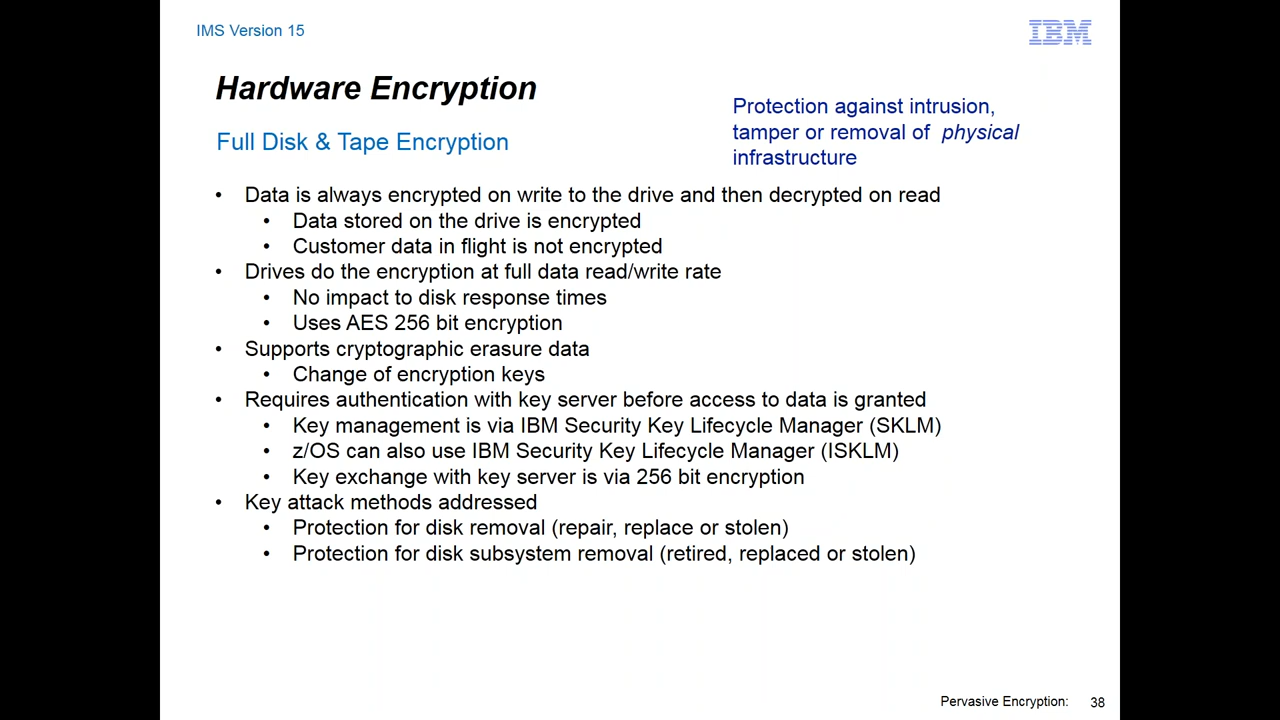 IMS Version 15
IBM
Hardware Encryption
Full Disk & Tape Encryption
Protection against intrusion,
tamper or removal of physical
infrastructure
• Data is always encrypted on write to the drive and then decrypted on read
• Data stored on the drive is encrypted
• Customer data in flight is not encrypted
• Drives do the encryption at full data read/write rate
• No impact to disk response times
• Uses AES 256 bit encryption
• Supports cryptographic erasure data
• Change of encryption keys
• Requires authentication with key server before access to data is granted
• Key management is via IBM Security Key Lifecycle Manager (SKLM)
• z/OS can also use IBM Security Key Lifecycle Manager (ISKLM)
• Key exchange with key server is via 256 bit encryption
• Key attack methods addressed
• Protection for disk removal (repair, replace or stolen)
• Protection for disk subsystem removal (retired, replaced or stolen)
Pervasive Encryption: 38